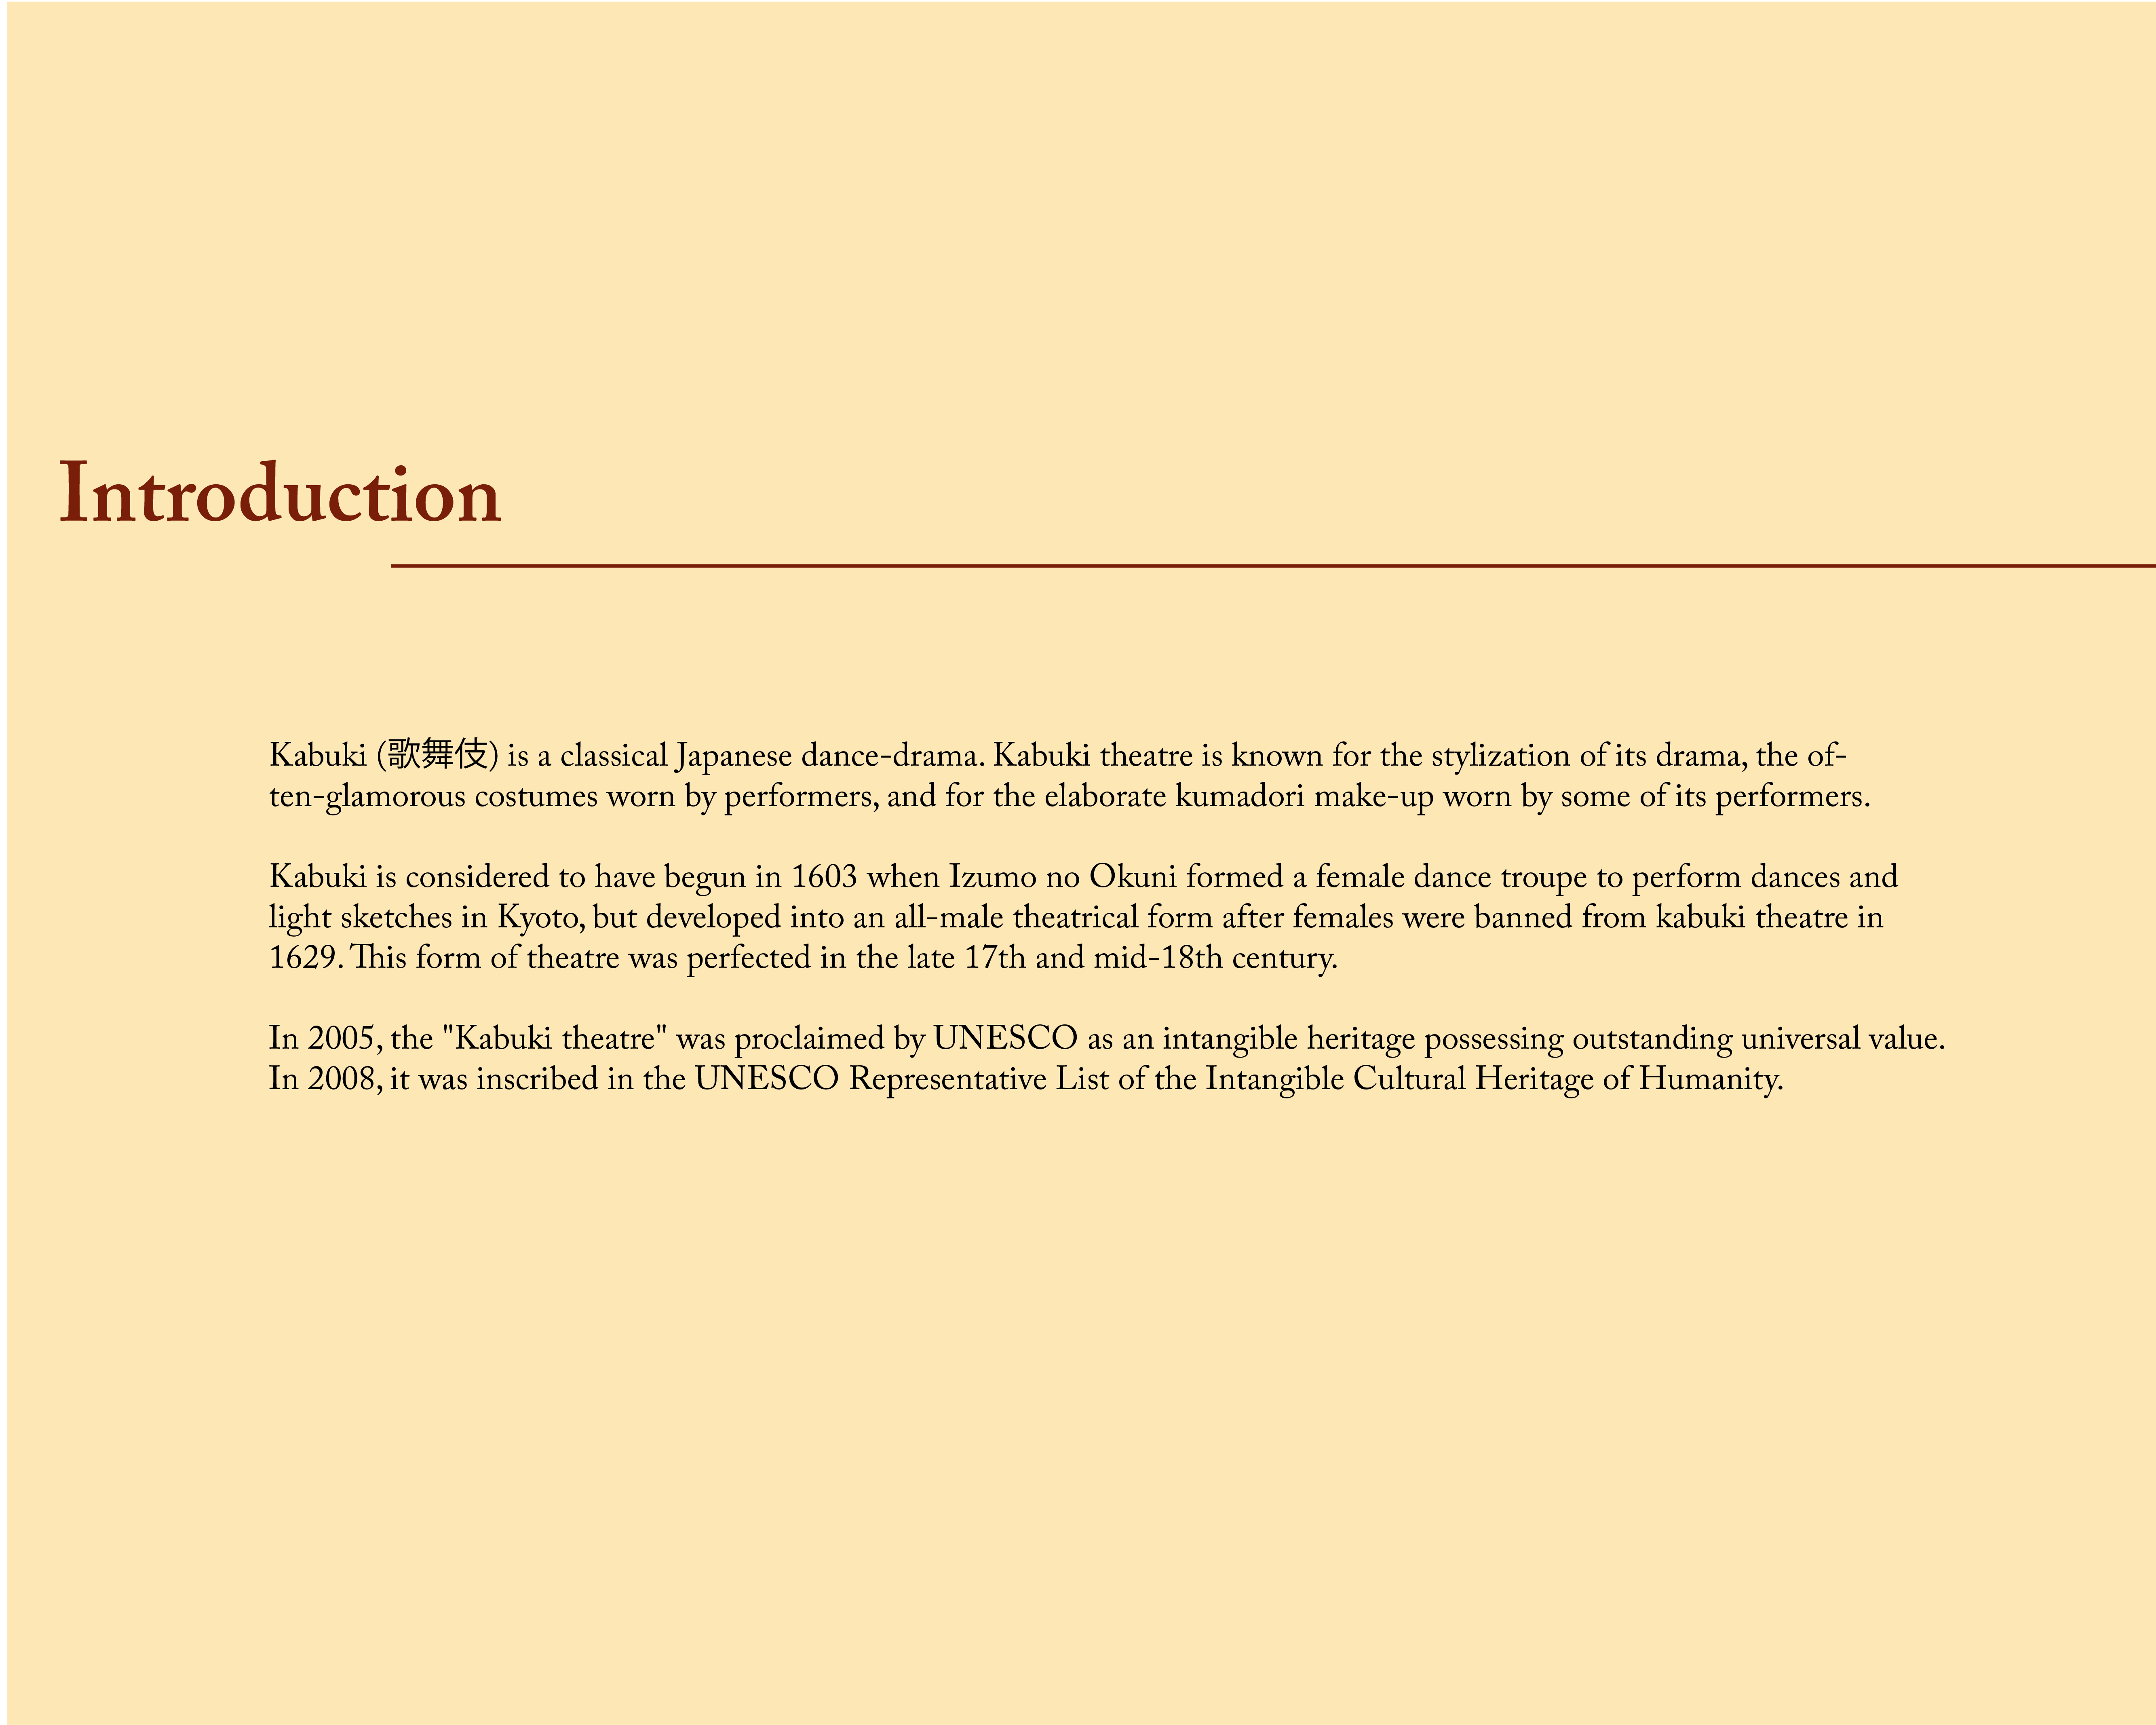 Introduction
Kabuki (歌舞伎) is a classical Japanese dance-drama. Kabuki theatre is known for the stylization of its drama, the of-
ten-glamorous costumes worn by performers, and for the elaborate kumadori make-up worn by some of its performers.
Kabuki is considered to have begun in 1603 when Izumo no Okuni formed a female dance troupe to perform dances and
light sketches in Kyoto, but developed into an all-male theatrical form after females were banned from kabuki theatre in
1629. This form of theatre was perfected in the late 17th and mid-18th century.
In 2005, the "Kabuki theatre" was proclaimed by UNESCO as an intangible heritage possessing outstanding universal value.
In 2008, it was inscribed in the UNESCO Representative List of the Intangible Cultural Heritage of Humanity.